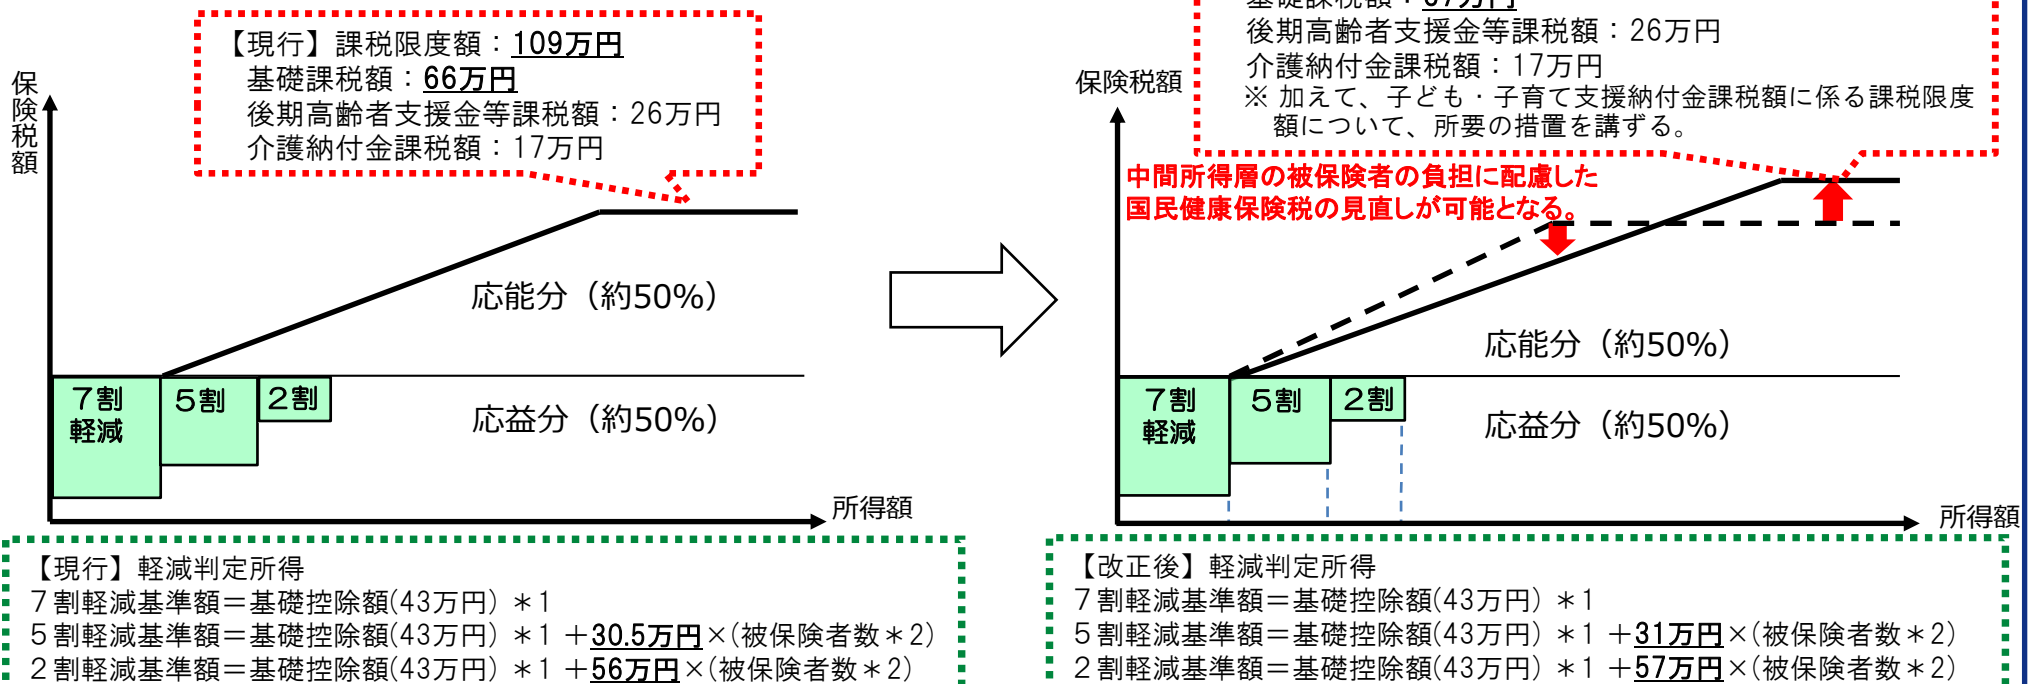 【現行】課税限度額：109万円
基礎課税額：66万円
後期高齢者支援金等課税額：26万円
介護納付金課税額：17万円
保険税額
応能分（約50%）
7割
軽減
5割
2割
応益分（約50%）
所得額
【現行】軽減判定所得
7割軽減基準額＝基礎控除額(43万円)＊1
5割軽減基準額＝基礎控除額(43万円)＊1＋30.5万円×(被保険者数＊2)
2割軽減基準額＝基礎控除額(43万円)＊1＋56万円×(被保険者数＊2)
基礎課税額：67万円
後期高齢者支援金等課税額：26万円
介護納付金課税額：17万円
※ 加えて、子ども・子育て支援納付金課税額に係る課税限度
額について、所要の措置を講ずる。
保険税額
中間所得層の被保険者の負担に配慮した
国民健康保険税の見直しが可能となる。
応能分（約50%）
7割
軽減
5割
2割
応益分（約50%）
所得額
【改正後】軽減判定所得
7割軽減基準額＝基礎控除額(43万円)＊1
5割軽減基準額＝基礎控除額(43万円)＊1＋31万円×(被保険者数＊2)
2割軽減基準額＝基礎控除額(43万円)＊1＋57万円×(被保険者数＊2)